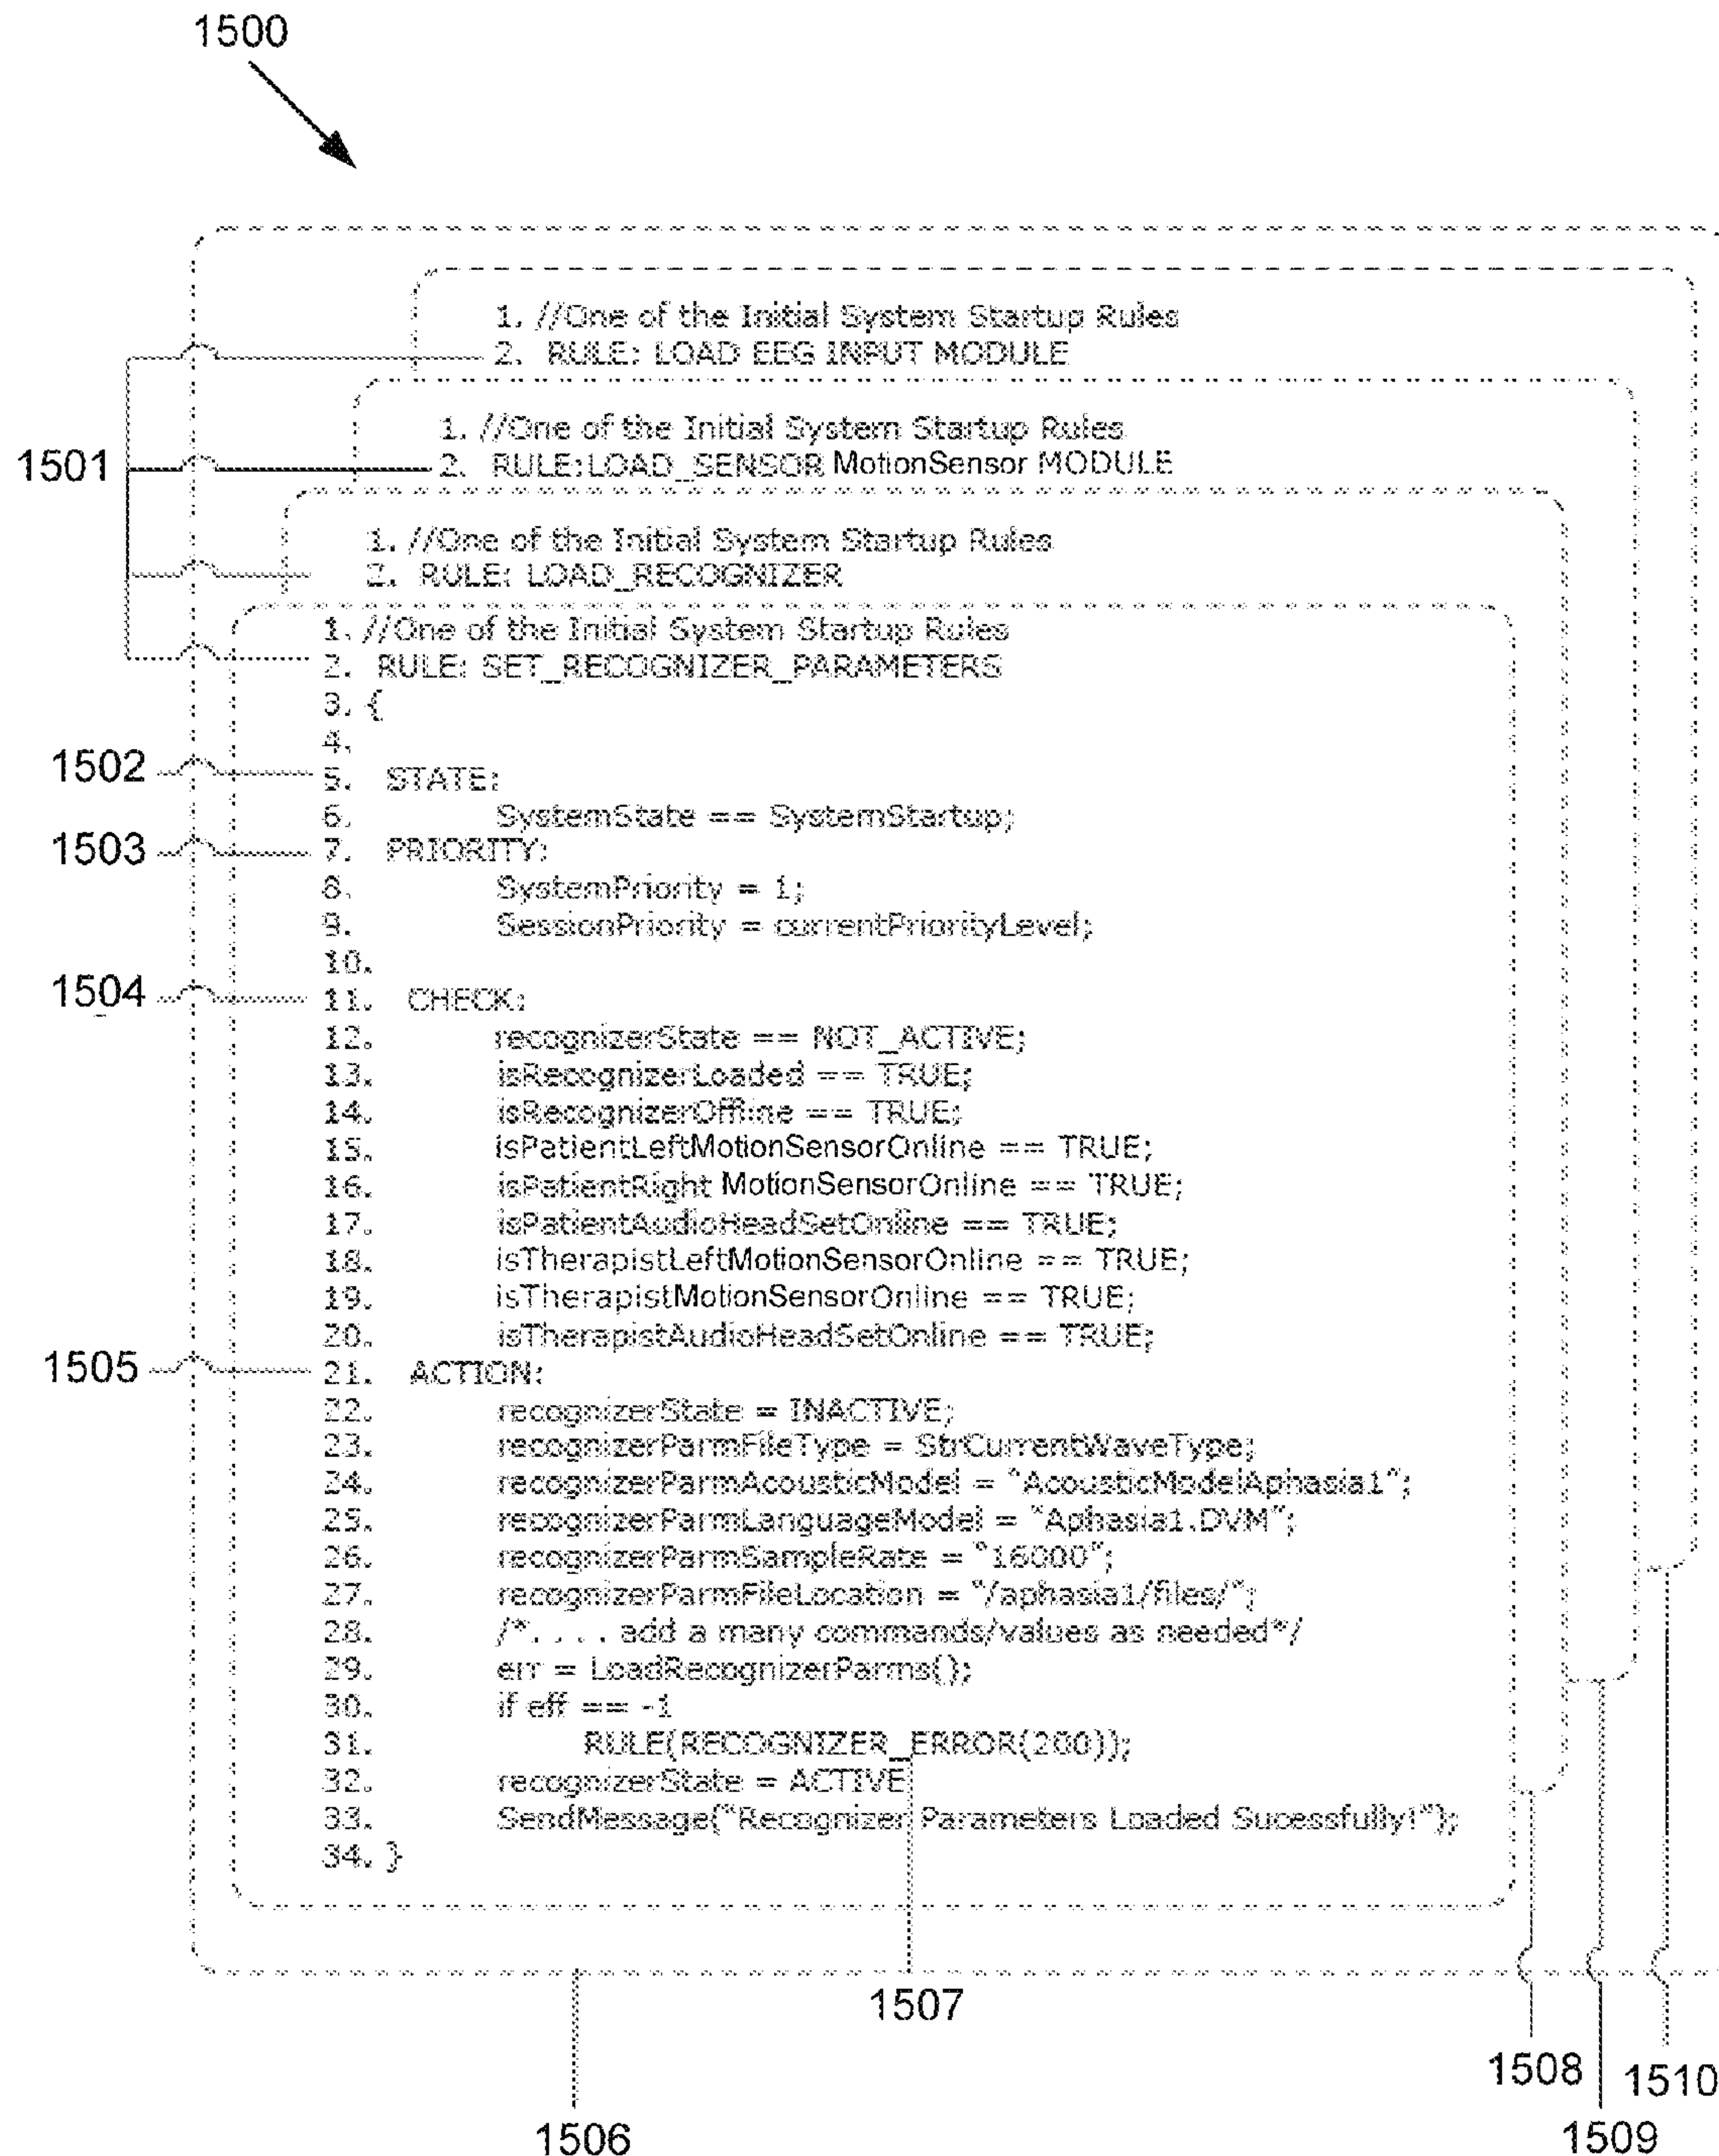 1500
1. //One of the Initial System Startup Rules
2. RULE: LOAD EEG INPUT MODULE
1. //One of the Initial System Startup Rules
1501
2. RULE:LOAD_SENSOR MotionSensor MODULE
1. //One of the Initial System Startup Rules
2. RULE: LOAD_RECOGNIZER
1. //One of the Initial System Startup Rules
2. RULE: SET_RECOGNIZER_PARAMETERS
3. {
4.
1502
5. STATE:
6. SystemState == SystemStartup;
1503
7. PRIORITY:
8. SystemPriority = 1;
9. SessionPriority = currentPriorityLevel;
10.
1504
11. CHECK:
12. recognizerState == NOT_ACTIVE;
13. isRecognizerLoaded == TRUE;
14. isRecognizerOffline == TRUE;
15. isPatientLeftMotionSensorOnline == TRUE;
16. isPatientRight MotionSensorOnline == TRUE;
17. isPatientAudioHeadSetOnline == TRUE;
18. isTherapistLeftMotionSensorOnline == TRUE;
19. isTherapistMotionSensorOnline == TRUE;
20. isTherapistAudioHeadSetOnline == TRUE;
1505
21. ACTION:
22. recognizerState = INACTIVE;
23. recognizerParmFileType = StrCurrentWaveType;
24. recognizerParmAcousticModel = "AcousticModelAphasia1";
25. recognizerParmLanguageModel = "Aphasia1.DVM";
26. recognizerParmSampleRate = "16000";
27. recognizerParmFileLocation = "/aphasia1/files/";
28. /*. . . . add a many commands/values as needed*/
29. err = LoadRecognizerParms();
30. if eff == -1
31. RULE(RECOGNIZER_ERROR(200));
32. recognizerState = ACTIVE
33. SendMessage("Recognizer Parameters Loaded Sucessfully!");
34. }
1507
1508
1510
1506
1509